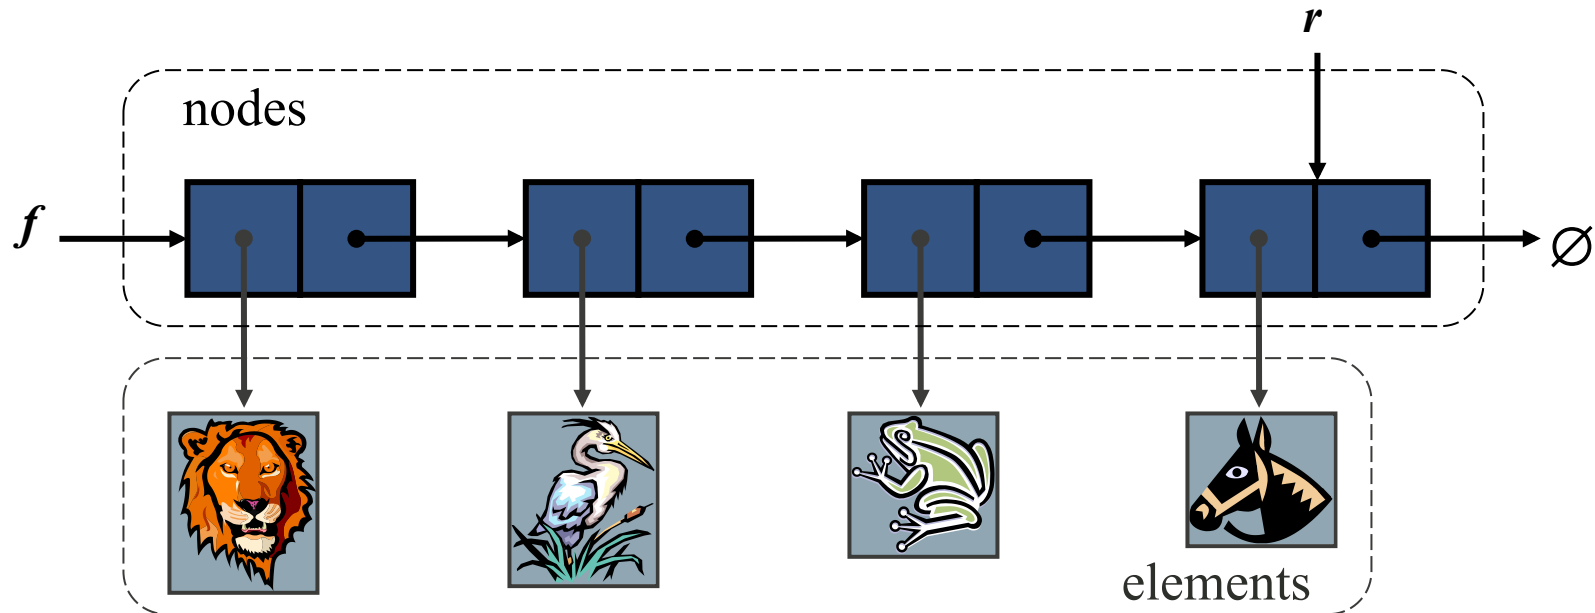 r
nodes
f
∅
elements